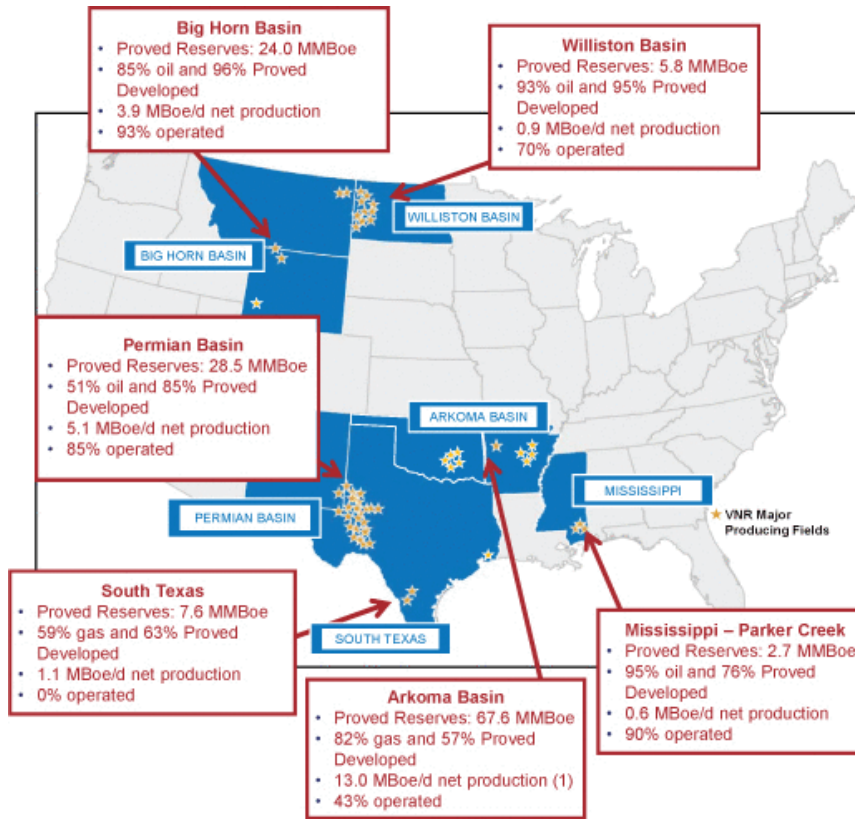 Big Horn Basin
• Proved Reserves: 24.0 MMBoe
• 85% oil and 96% Proved
Developed
• 3.9 MBoe/d net production
• 93% operated
Williston Basin
• Proved Reserves: 5.8 MMBoe
• 93% oil and 95% Proved
Developed
• 0.9 MBoe/d net production
• 70% operated
WILLISTON BASIN
BIG HORN BASIN
Permian Basin
• Proved Reserves: 28.5 MMBoe
• 51% oil and 85% Proved
Developed
• 5.1 MBoe/d net production
• 85% operated
ARKOMA BASIN
MISSISSIPPI
PERMIAN BASIN
VNR Major
Producing Fields
South Texas
• Proved Reserves: 7.6 MMBoe
• 59% gas and 63% Proved
Developed
• 1.1 MBoe/d net production
• 0% operated
SOUTH TEXAS
Mississippi – Parker Creek
• Proved Reserves: 2.7 MMBoe
• 95% oil and 76% Proved
Developed
• 0.6 MBoe/d net production
• 90% operated
Arkoma Basin
• Proved Reserves: 67.6 MMBoe
• 82% gas and 57% Proved
Developed
• 13.0 MBoe/d net production (1)
• 43% operated